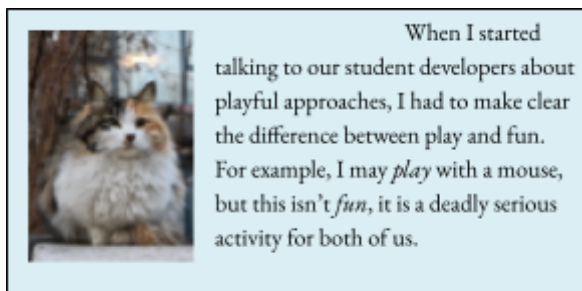 When I started
talking to our student developers about
playful approaches, I had to make clear
the difference between play and fun.
For example, I may play with a mouse,
but this isn’t fun, it is a deadly serious
activity for both of us.